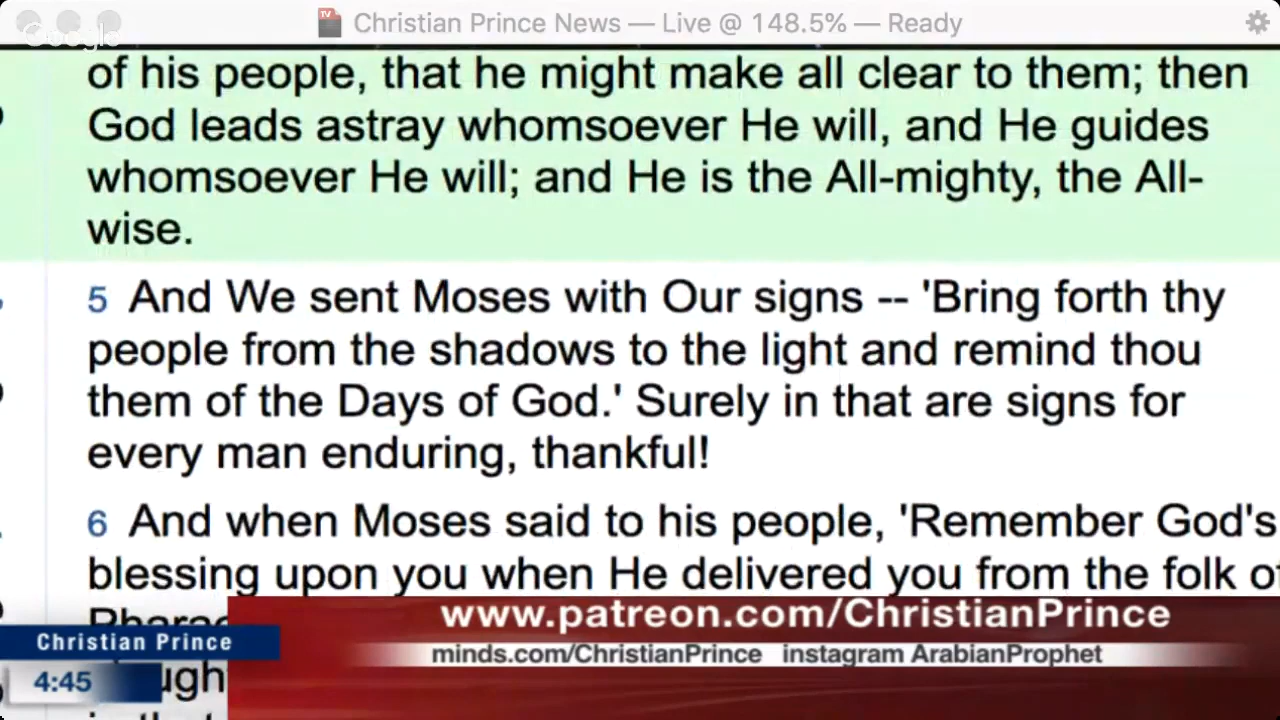 Christian Prince News — Live @ 148.5% — Ready
Google
of his people, that he might make all clear to them; then
God leads astray whomsoever He will, and He guides
whomsoever He will; and He is the All-mighty, the All-
wise.
5 And We sent Moses with Our signs -- 'Bring forth thy
people from the shadows to the light and remind thou
them of the Days of God.' Surely in that are signs for
every man enduring, thankful!
6 And when Moses said to his people, 'Remember God's
blessing upon you when He delivered you from the folk of
www.patreon.com/ChristianPrince
Christian Prince
minds.com/ChristianPrince instagram ArabianProphet
4:45